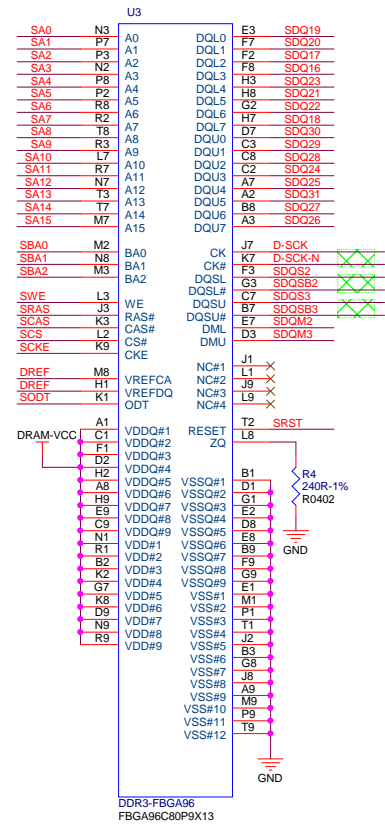 U3
SA0 N3 A0 DQL0 E3 SDQ19
SA1 P7 A1 DQL1 F7 SDQ20
SA2 P3 A2 DQL2 F2 SDQ17
SA3 N2 A3 DQL3 F8 SDQ16
SA4 P8 A4 DQL4 H3 SDQ23
SA5 P2 A5 DQL5 H8 SDQ21
SA6 R8 A6 DQL6 G2 SDQ22
SA7 R2 A7 DQL7 H7 SDQ18
SA8 T8 A8 DQU0 D7 SDQ30
SA9 R3 A9 DQU1 C3 SDQ29
SA10 L7 A10 DQU2 C8 SDQ28
SA11 R7 A11 DQU3 C2 SDQ24
SA12 N7 A12 DQU4 A7 SDQ25
SA13 T3 A13 DQU5 A2 SDQ31
SA14 T7 A14 DQU6 B8 SDQ27
SA15 M7 A15 DQU7 A3 SDQ26
SBA0 M2 BA0 CK J7 D-SCK
SBA1 N8 BA1 CK# K7 D-SCK-N
SBA2 M3 BA2 DQSL F3 SDQS2
DQSL# G3 SDQSB2
SWE L3 WE DQSU C7 SDQS3
SRAS J3 RAS# DQSU# B7 SDQSB3
SCAS K3 CAS# DML E7 SDQM2
SCS L2 CS# DMU D3 SDQM3
SCKE K9 CKE
NC#1 J1
DREF M8 VREFCA NC#2 L1
DREF H1 VREFDQ NC#3 J9
SODT K1 ODT NC#4 L9
A1 VDDQ#1 RESET T2 SRST
DRAM-VCC C1 VDDQ#2 ZQ L8
F1 VDDQ#3
D2 VDDQ#4
H2 VDDQ#5 VSSQ#1 B1
A8 VDDQ#6 VSSQ#2 D1
H9 VDDQ#7 VSSQ#3 G1
E9 VDDQ#8 VSSQ#4 E2
C9 VDDQ#9 VSSQ#5 D8
N1 VDD#1 VSSQ#6 E8
R1 VDD#2 VSSQ#7 B9
B2 VDD#3 VSSQ#8 F9
K2 VDD#4 VSSQ#9 G9
G7 VDD#5 VSS#1 E1
K8 VDD#6 VSS#2 M1
D9 VDD#7 VSS#3 P1
N9 VDD#8 VSS#4 T1
R9 VDD#9 VSS#5 J2
VSS#6 B3
VSS#7 G8
VSS#8 J8
VSS#9 A9
VSS#10 M9
VSS#11 P9
VSS#12 T9
R4
240R-1%
R0402
GND
GND
DDR3-FBGA96
FBGA96C80P9X13